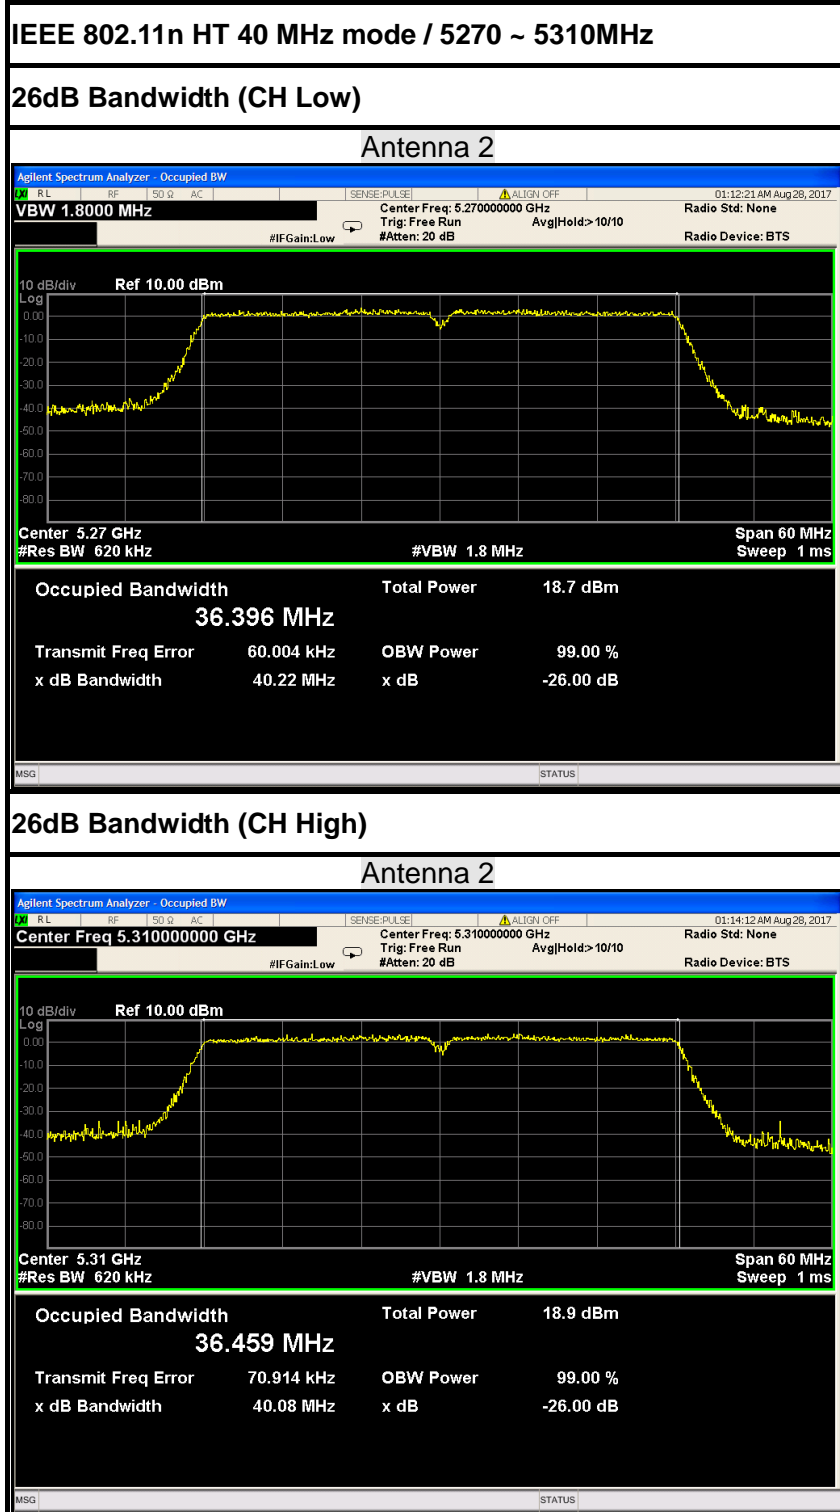 IEEE 802.11n HT 40 MHz mode / 5270 ~ 5310MHz
26dB Bandwidth (CH Low)
Antenna 2
Agilent Spectrum Analyzer - Occupied BW
LXI RL RF 50 Ω AC SENSE:PULSE ALIGN OFF 01:12:21 AM Aug 28, 2017
VBW 1.8000 MHz Center Freq: 5.270000000 GHz Radio Std: None
Trig: Free Run Avg|Hold:> 10/10
#IFGain:Low #Atten: 20 dB Radio Device: BTS
10 dB/div Ref 10.00 dBm
Log
0.00
-10.0
-20.0
-30.0
-40.0
-50.0
-60.0
-70.0
-80.0
Center 5.27 GHz Span 60 MHz
#Res BW 620 kHz #VBW 1.8 MHz Sweep 1 ms
Occupied Bandwidth Total Power 18.7 dBm
36.396 MHz
Transmit Freq Error 60.004 kHz OBW Power 99.00 %
x dB Bandwidth 40.22 MHz x dB -26.00 dB
MSG STATUS
26dB Bandwidth (CH High)
Antenna 2
Agilent Spectrum Analyzer - Occupied BW
LXI RL RF 50 Ω AC SENSE:PULSE ALIGN OFF 01:14:12 AM Aug 28, 2017
Center Freq 5.310000000 GHz Center Freq: 5.310000000 GHz Radio Std: None
Trig: Free Run Avg|Hold:> 10/10
#IFGain:Low #Atten: 20 dB Radio Device: BTS
10 dB/div Ref 10.00 dBm
Log
0.00
-10.0
-20.0
-30.0
-40.0
-50.0
-60.0
-70.0
-80.0
Center 5.31 GHz Span 60 MHz
#Res BW 620 kHz #VBW 1.8 MHz Sweep 1 ms
Occupied Bandwidth Total Power 18.9 dBm
36.459 MHz
Transmit Freq Error 70.914 kHz OBW Power 99.00 %
x dB Bandwidth 40.08 MHz x dB -26.00 dB
MSG STATUS